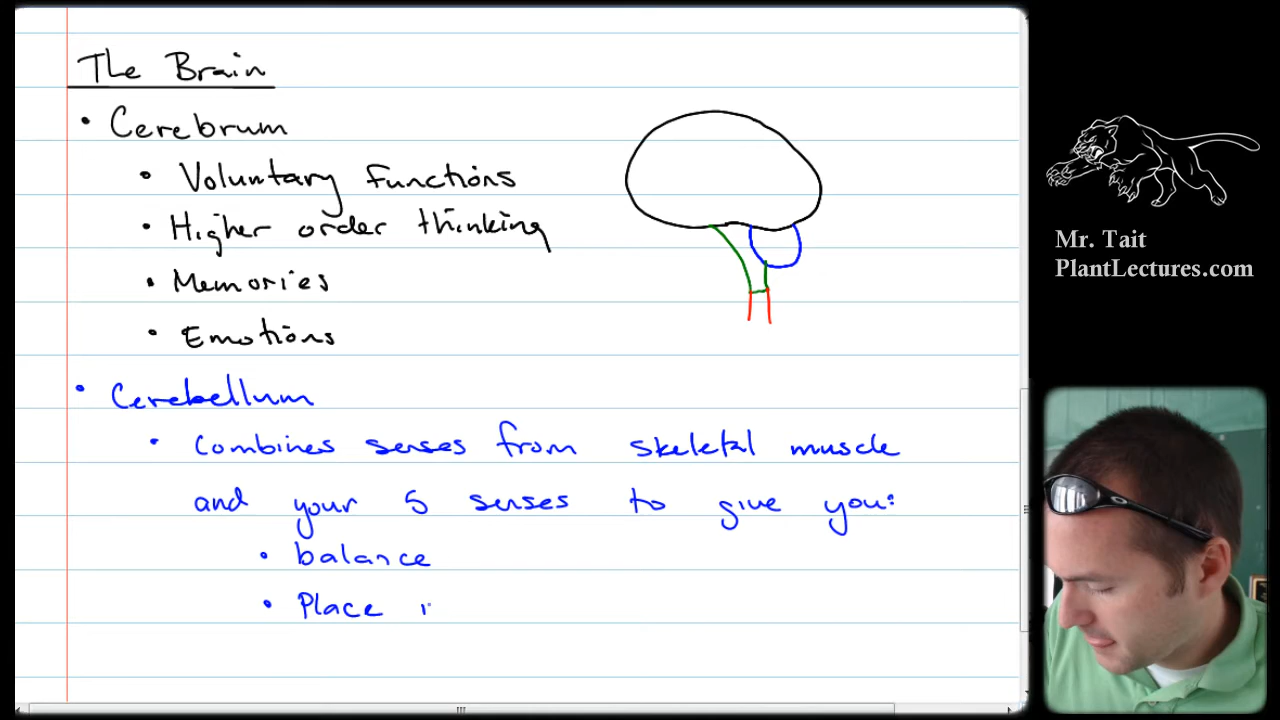 The Brain
• Cerebrum
• Voluntary functions
• Higher order thinking
• Memories
• Emotions
• Cerebellum
• Combines senses from skeletal muscle
and your 5 senses to give you:
• balance
• Place
Mr. Tait
PlantLectures.com